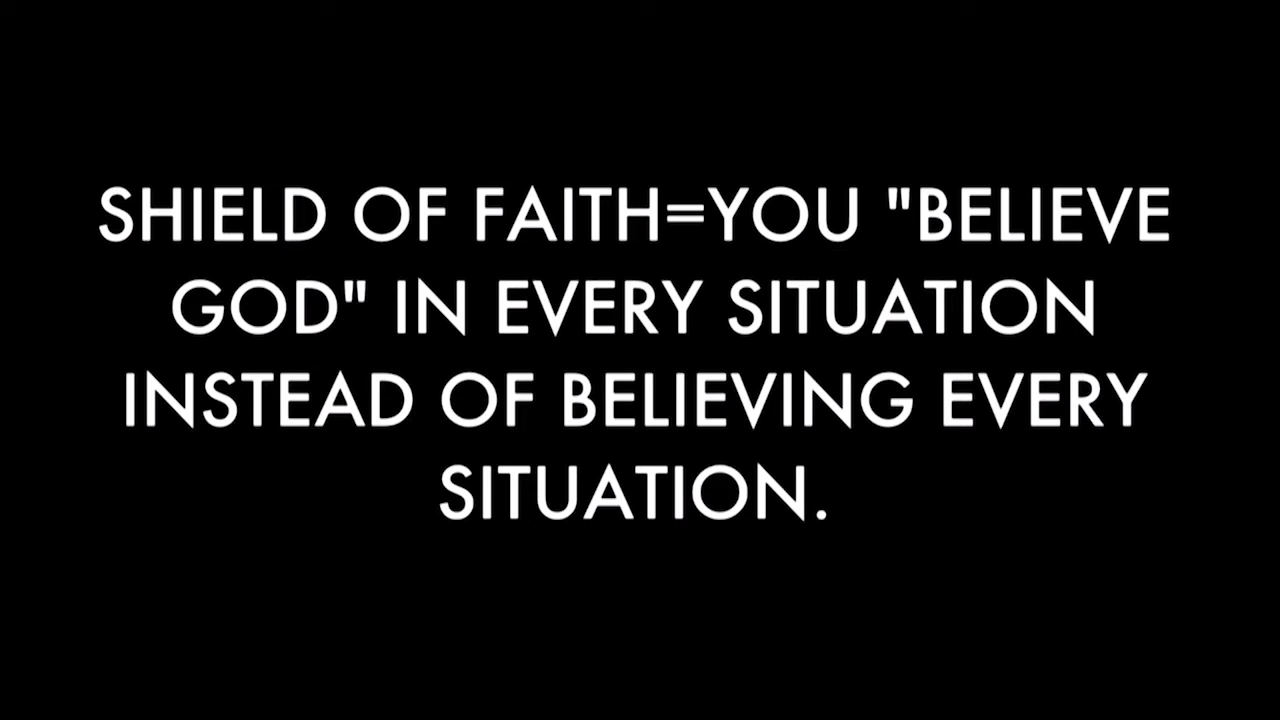 SHIELD OF FAITH=YOU "BELIEVE
GOD" IN EVERY SITUATION
INSTEAD OF BELIEVING EVERY
SITUATION.